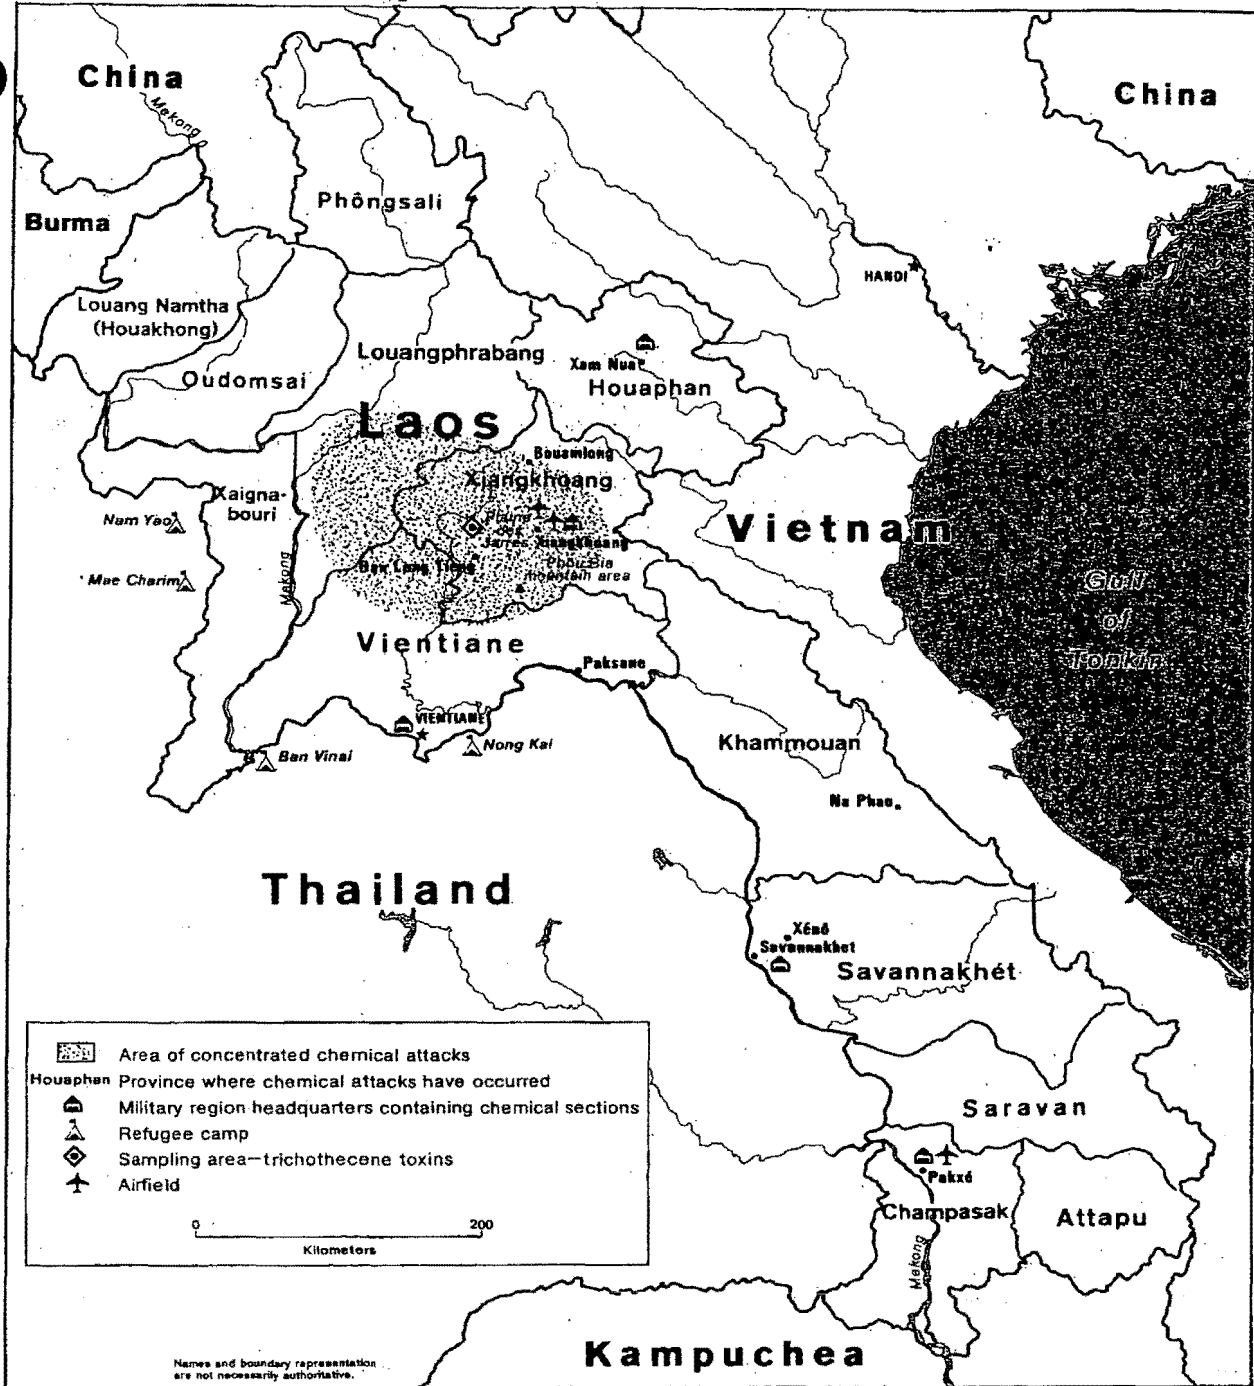 China
Mekong
China
Phôngsali
Burma
HANOI
Louang Namtha
(Houakhong)
Louangphrabang
Xam Nua
Houaphan
Oudomsai
Laos
Bouamlong
Xiangkhoang
Xaigna-
bouri
Nam Yao
Plaine
des
Jarres
Xiangkhoang
Vietnam
Mae Charim
Mekong
Phou Bia
mountain area
Gulf
of
Tonkin
Vientiane
Paksane
VIENTIANE
Nong Kai
Ban Vinai
Khammouan
Na Phao
Thailand
Xénô
Savannakhet
Savannakhét
Area of concentrated chemical attacks
Houaphan Province where chemical attacks have occurred
Military region headquarters containing chemical sections
Refugee camp
Sampling area—trichothecene toxins
Airfield
0 200
Kilometers
Saravan
Pakxé
Champasak
Attapu
Mekong
Kampuchea
Names and boundary representation
are not necessarily authoritative.